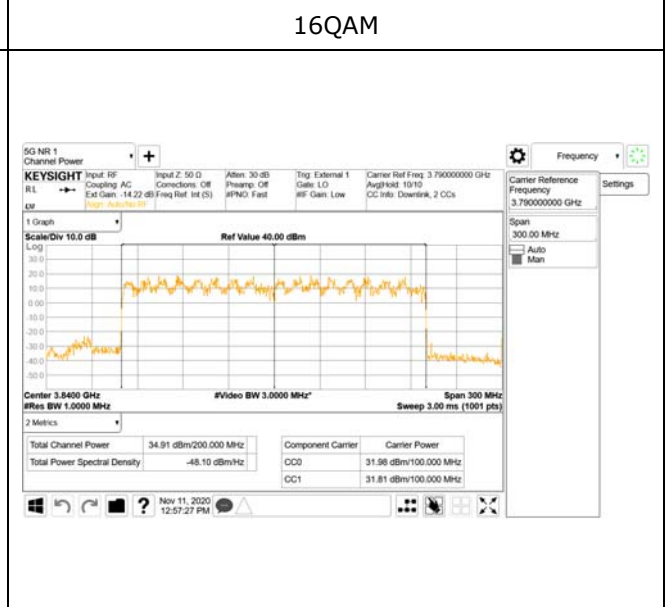 16QAM
5G NR 1
Channel Power
+
Frequency
KEYSIGHT
RL
Input: RF
Coupling: AC
Ext Gain: -14.22 dB
Align: Auto/No RF
Input Z: 50 Ω
Corrections: Off
Freq Ref: Int (S)
Atten: 30 dB
Preamp: Off
#PNO: Fast
Trig: External 1
Gate: LO
#IF Gain: Low
Carrier Ref Freq: 3.790000000 GHz
Avg|Hold: 10/10
CC Info: Downlink, 2 CCs
Carrier Reference
Frequency
3.790000000 GHz
Settings
Span
300.00 MHz
Auto
Man
1 Graph
Scale/Div 10.0 dB
Ref Value 40.00 dBm
Log
30.0
20.0
10.0
0.00
-10.0
-20.0
-30.0
-40.0
-50.0
Center 3.8400 GHz
#Video BW 3.0000 MHz*
Span 300 MHz
#Res BW 1.0000 MHz
Sweep 3.00 ms (1001 pts)
2 Metrics
Total Channel Power 34.91 dBm/200.000 MHz
Total Power Spectral Density -48.10 dBm/Hz
Component Carrier Carrier Power
CC0 31.98 dBm/100.000 MHz
CC1 31.81 dBm/100.000 MHz
?
Nov 11, 2020
12:57:27 PM